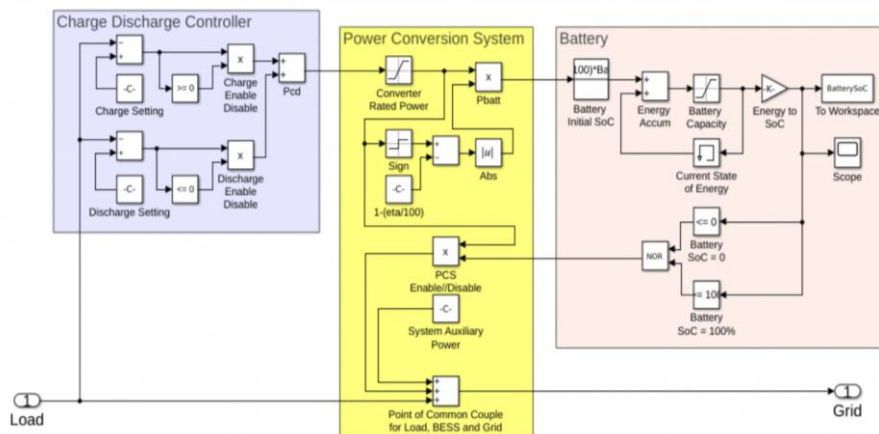 Charge Discharge Controller
-C-
Charge Setting
>= 0
x
Charge
Enable
Disable
Pcd
-C-
Discharge Setting
<= 0
x
Discharge
Enable
Disable
Power Conversion System
Converter
Rated Power
x
Pbatt
Sign
|u|
Abs
-C-
1-(eta/100)
x
PCS
Enable//Disable
-C-
System Auxiliary
Power
Point of Common Couple
for Load, BESS and Grid
Battery
100)*Ba
Battery
Initial SoC
Energy
Accum
Battery
Capacity
-K-
Energy to
SoC
BatterySoC
To Workspace
Current State
of Energy
Scope
<= 0
Battery
SoC = 0
NOR
= 100
Battery
SoC = 100%
1
Load
1
Grid